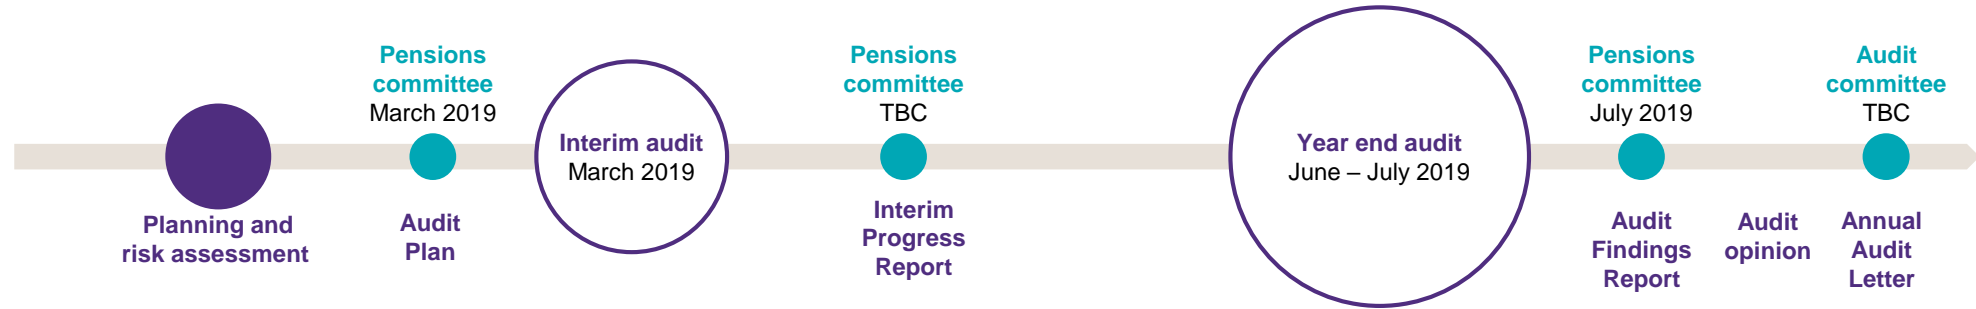 Planning and
risk assessment
Pensions
committee
March 2019
Audit
Plan
Interim audit
March 2019
Pensions
committee
TBC
Interim
Progress
Report
Year end audit
June – July 2019
Pensions
committee
July 2019
Audit
Findings
Report
Audit
opinion
Audit
committee
TBC
Annual
Audit
Letter